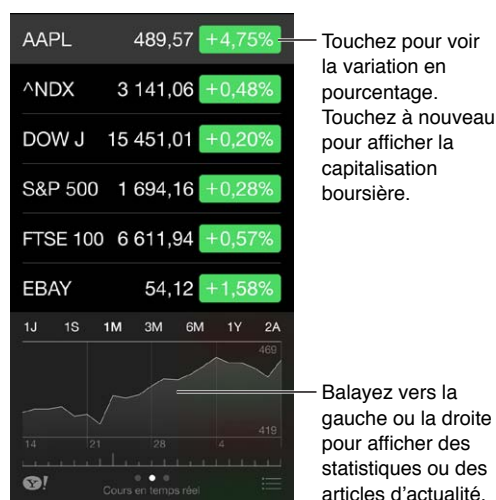 AAPL 489,57 +4,75%
^NDX 3 141,06 +0,48%
DOW J 15 451,01 +0,20%
S&P 500 1 694,16 +0,28%
FTSE 100 6 611,94 +0,57%
EBAY 54,12 +1,58%
1J 1S 1M 3M 6M 1Y 2A
469
419
14 21 28 4
Y!
Cours en temps réel
Touchez pour voir
la variation en
pourcentage.
Touchez à nouveau
pour afficher la
capitalisation
boursière.
Balayez vers la
gauche ou la droite
pour afficher des
statistiques ou des
articles d’actualité.